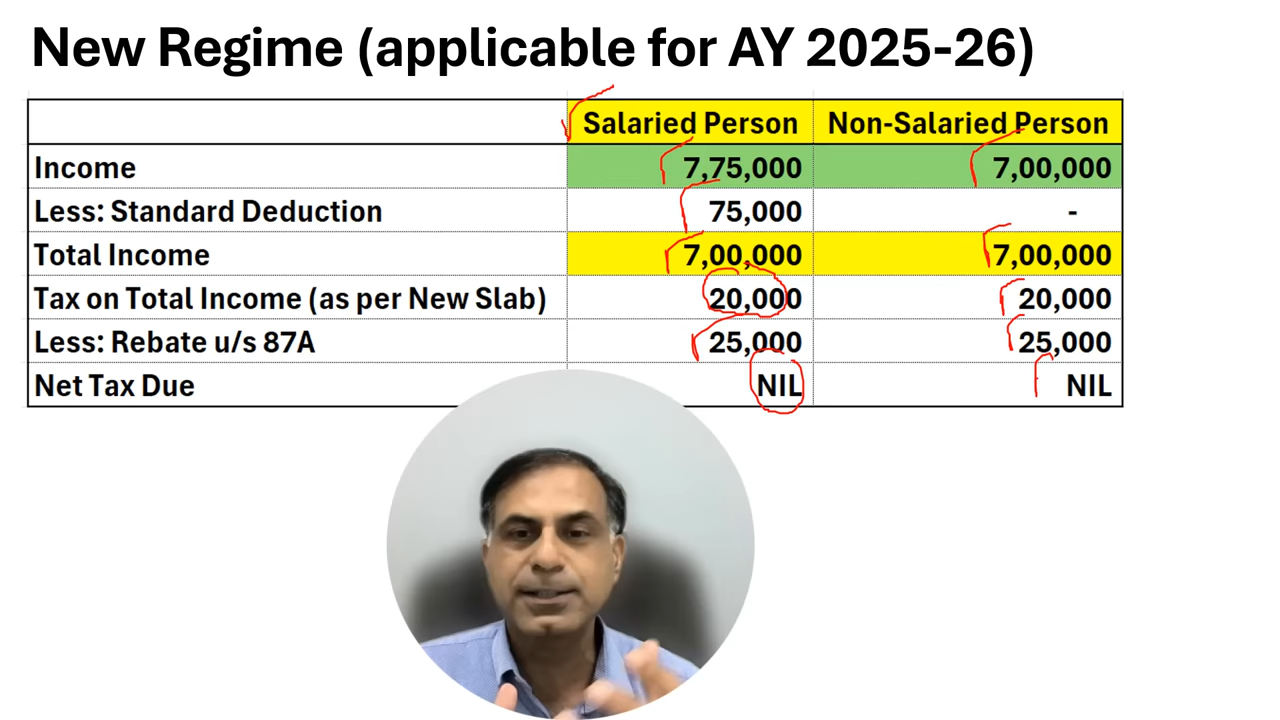 New Regime (applicable for AY 2025-26)
Salaried Person Non-Salaried Person
Income 7,75,000 7,00,000
Less: Standard Deduction 75,000 -
Total Income 7,00,000 7,00,000
Tax on Total Income (as per New Slab) 20,000 20,000
Less: Rebate u/s 87A 25,000 25,000
Net Tax Due NIL NIL